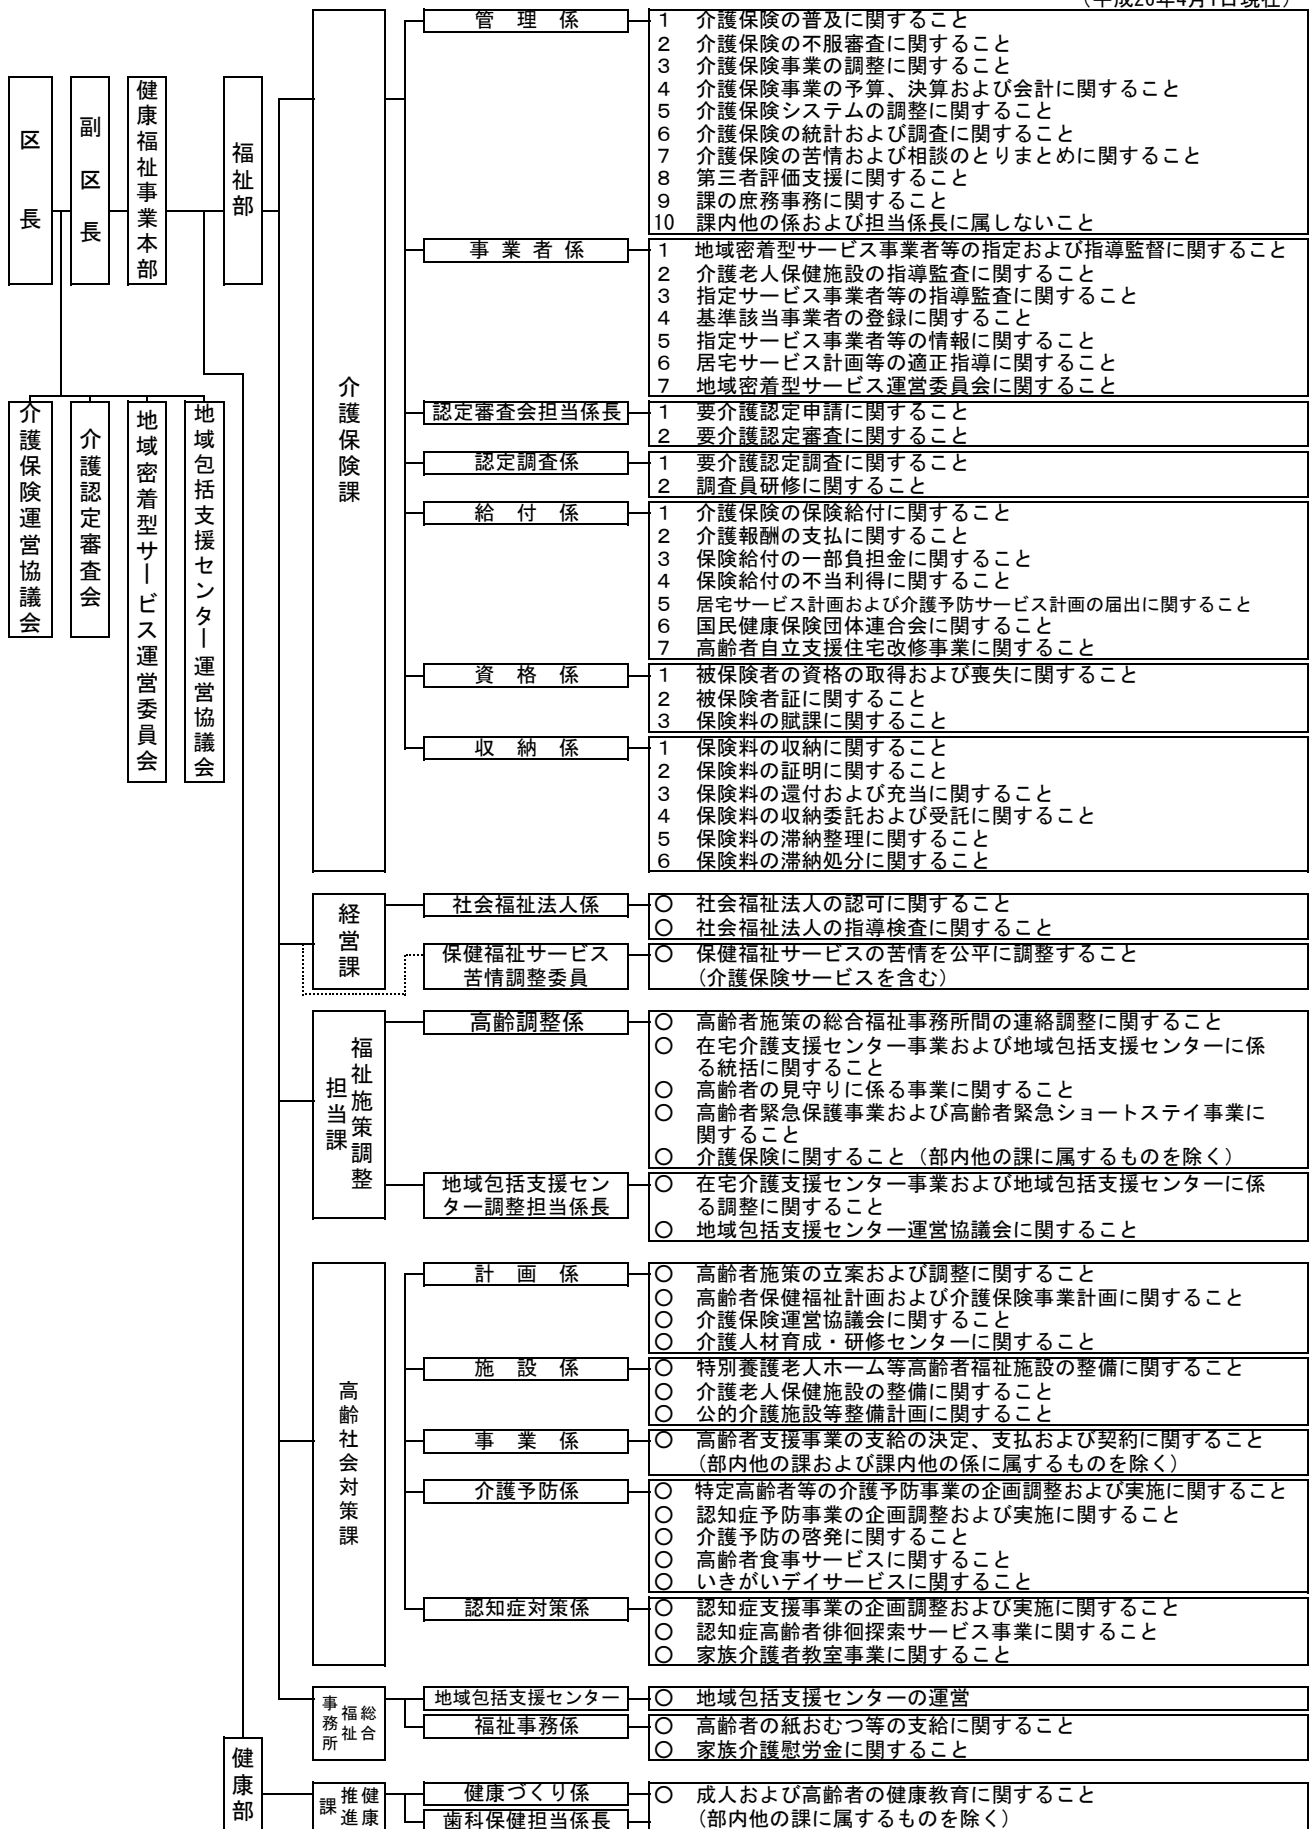 （平成20年4月1日現在）
区長
副区長
健康福祉事業本部
福祉部
介護保険運営協議会
介護認定審査会
地域密着型サービス運営委員会
地域包括支援センター運営協議会
介護保険課
管理係
1 介護保険の普及に関すること
2 介護保険の不服審査に関すること
3 介護保険事業の調整に関すること
4 介護保険事業の予算、決算および会計に関すること
5 介護保険システムの調整に関すること
6 介護保険の統計および調査に関すること
7 介護保険の苦情および相談のとりまとめに関すること
8 第三者評価支援に関すること
9 課の庶務事務に関すること
10 課内他の係および担当係長に属しないこと
事業者係
1 地域密着型サービス事業者等の指定および指導監督に関すること
2 介護老人保健施設の指導監査に関すること
3 指定サービス事業者等の指導監査に関すること
4 基準該当事業者の登録に関すること
5 指定サービス事業者等の情報に関すること
6 居宅サービス計画等の適正指導に関すること
7 地域密着型サービス運営委員会に関すること
認定審査会担当係長
1 要介護認定申請に関すること
2 要介護認定審査に関すること
認定調査係
1 要介護認定調査に関すること
2 調査員研修に関すること
給付係
1 介護保険の保険給付に関すること
2 介護報酬の支払に関すること
3 保険給付の一部負担金に関すること
4 保険給付の不当利得に関すること
5 居宅サービス計画および介護予防サービス計画の届出に関すること
6 国民健康保険団体連合会に関すること
7 高齢者自立支援住宅改修事業に関すること
資格係
1 被保険者の資格の取得および喪失に関すること
2 被保険者証に関すること
3 保険料の賦課に関すること
収納係
1 保険料の収納に関すること
2 保険料の証明に関すること
3 保険料の還付および充当に関すること
4 保険料の収納委託および受託に関すること
5 保険料の滞納整理に関すること
6 保険料の滞納処分に関すること
経営課
社会福祉法人係
○ 社会福祉法人の認可に関すること
○ 社会福祉法人の指導検査に関すること
保健福祉サービス
苦情調整委員
○ 保健福祉サービスの苦情を公平に調整すること
（介護保険サービスを含む）
福祉施策調整
担当課
高齢調整係
○ 高齢者施策の総合福祉事務所間の連絡調整に関すること
○ 在宅介護支援センター事業および地域包括支援センターに係
る統括に関すること
○ 高齢者の見守りに係る事業に関すること
○ 高齢者緊急保護事業および高齢者緊急ショートステイ事業に
関すること
○ 介護保険に関すること（部内他の課に属するものを除く）
地域包括支援セン
ター調整担当係長
○ 在宅介護支援センター事業および地域包括支援センターに係
る調整に関すること
○ 地域包括支援センター運営協議会に関すること
高齢社会対策課
計画係
○ 高齢者施策の立案および調整に関すること
○ 高齢者保健福祉計画および介護保険事業計画に関すること
○ 介護保険運営協議会に関すること
○ 介護人材育成・研修センターに関すること
施設係
○ 特別養護老人ホーム等高齢者福祉施設の整備に関すること
○ 介護老人保健施設の整備に関すること
○ 公的介護施設等整備計画に関すること
事業係
○ 高齢者支援事業の支給の決定、支払および契約に関すること
（部内他の課および課内他の係に属するものを除く）
介護予防係
○ 特定高齢者等の介護予防事業の企画調整および実施に関すること
○ 認知症予防事業の企画調整および実施に関すること
○ 介護予防の啓発に関すること
○ 高齢者食事サービスに関すること
○ いきがいデイサービスに関すること
認知症対策係
○ 認知症支援事業の企画調整および実施に関すること
○ 認知症高齢者徘徊探索サービス事業に関すること
○ 家族介護者教室事業に関すること
総合
福祉
事務所
地域包括支援センター
○ 地域包括支援センターの運営
福祉事務係
○ 高齢者の紙おむつ等の支給に関すること
○ 家族介護慰労金に関すること
健康部
健康
推進
課
健康づくり係
歯科保健担当係長
○ 成人および高齢者の健康教育に関すること
（部内他の課に属するものを除く）